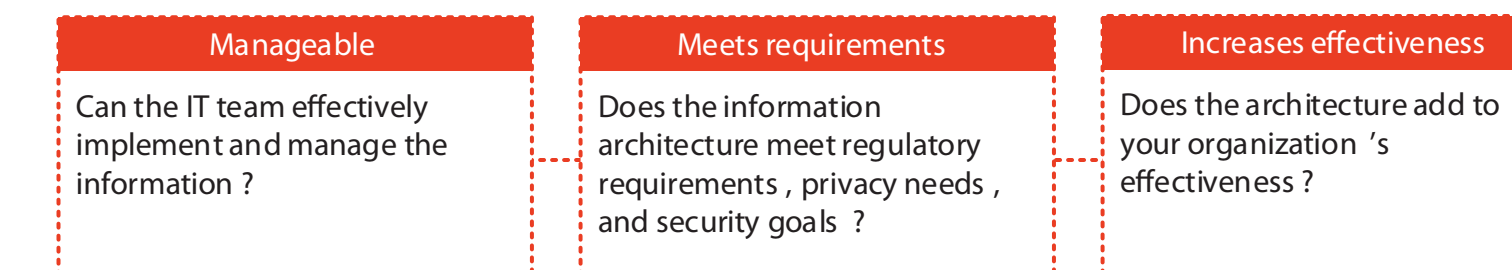 Manageable
Can the IT team effectively
implement and manage the
information ?
Meets requirements
Does the information
architecture meet regulatory
requirements , privacy needs ,
and security goals ?
Increases effectiveness
Does the architecture add to
your organization 's
effectiveness ?